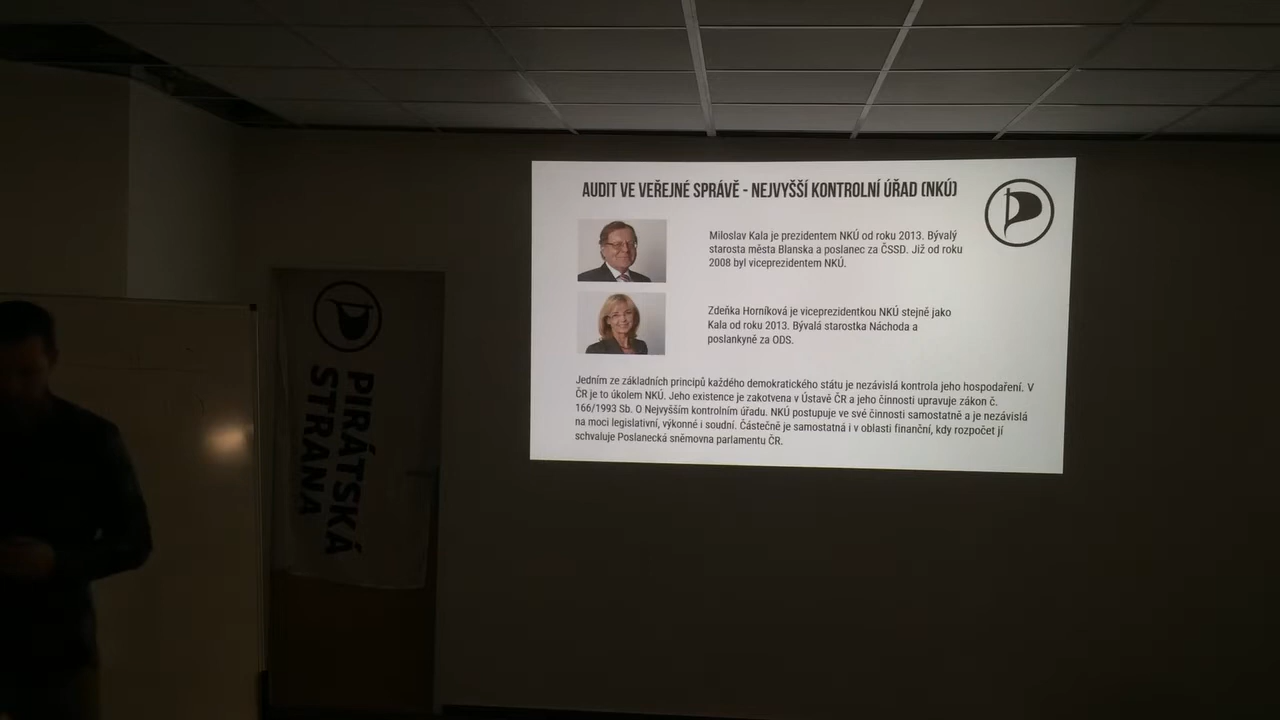 AUDIT VE VEŘEJNÉ SPRÁVĚ - NEJVYŠŠÍ KONTROLNÍ ÚŘAD (NKÚ)
Miloslav Kala je prezidentem NKÚ od roku 2013. Bývalý
starosta města Blanska a poslanec za ČSSD. Již od roku
2008 byl viceprezidentem NKÚ.
Zdeňka Horníková je viceprezidentkou NKÚ stejně jako
Kala od roku 2013. Bývalá starostka Náchoda a
poslankyně za ODS.
Jedním ze základních principů každého demokratického státu je nezávislá kontrola jeho hospodaření. V
ČR je to úkolem NKÚ. Jeho existence je zakotvena v Ústavě ČR a jeho činnosti upravuje zákon č.
166/1993 Sb. O Nejvyšším kontrolním úřadu. NKÚ postupuje ve své činnosti samostatně a je nezávislá
na moci legislativní, výkonné i soudní. Částečně je samostatná i v oblasti finanční, kdy rozpočet jí
schvaluje Poslanecká sněmovna parlamentu ČR.
PIRÁTSKÁ
STRANA